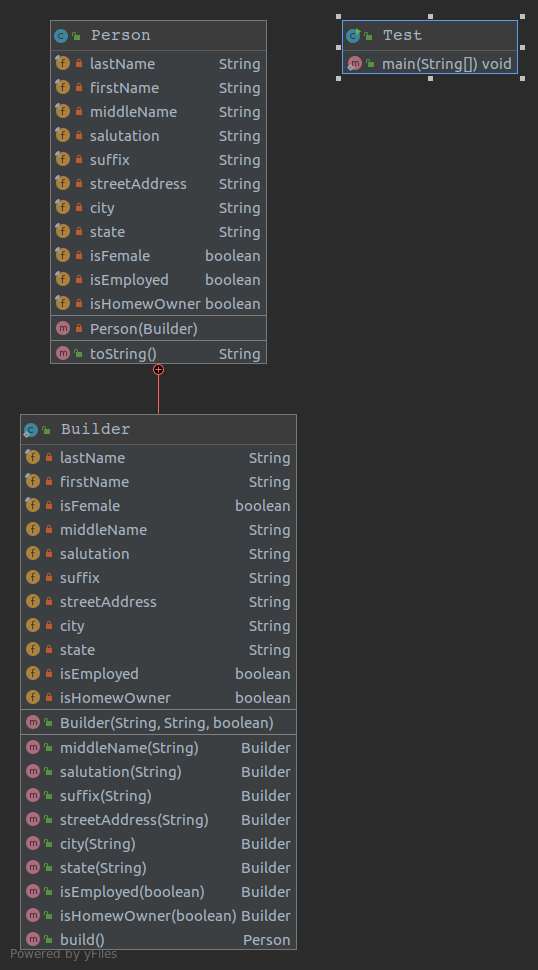 Person
lastName String
firstName String
middleName String
salutation String
suffix String
streetAddress String
city String
state String
isFemale boolean
isEmployed boolean
isHomewOwner boolean
Person(Builder)
toString() String
Test
main(String[]) void
Builder
lastName String
firstName String
isFemale boolean
middleName String
salutation String
suffix String
streetAddress String
city String
state String
isEmployed boolean
isHomewOwner boolean
Builder(String, String, boolean)
middleName(String) Builder
salutation(String) Builder
suffix(String) Builder
streetAddress(String) Builder
city(String) Builder
state(String) Builder
isEmployed(boolean) Builder
isHomewOwner(boolean) Builder
build() Person
Powered by yFiles